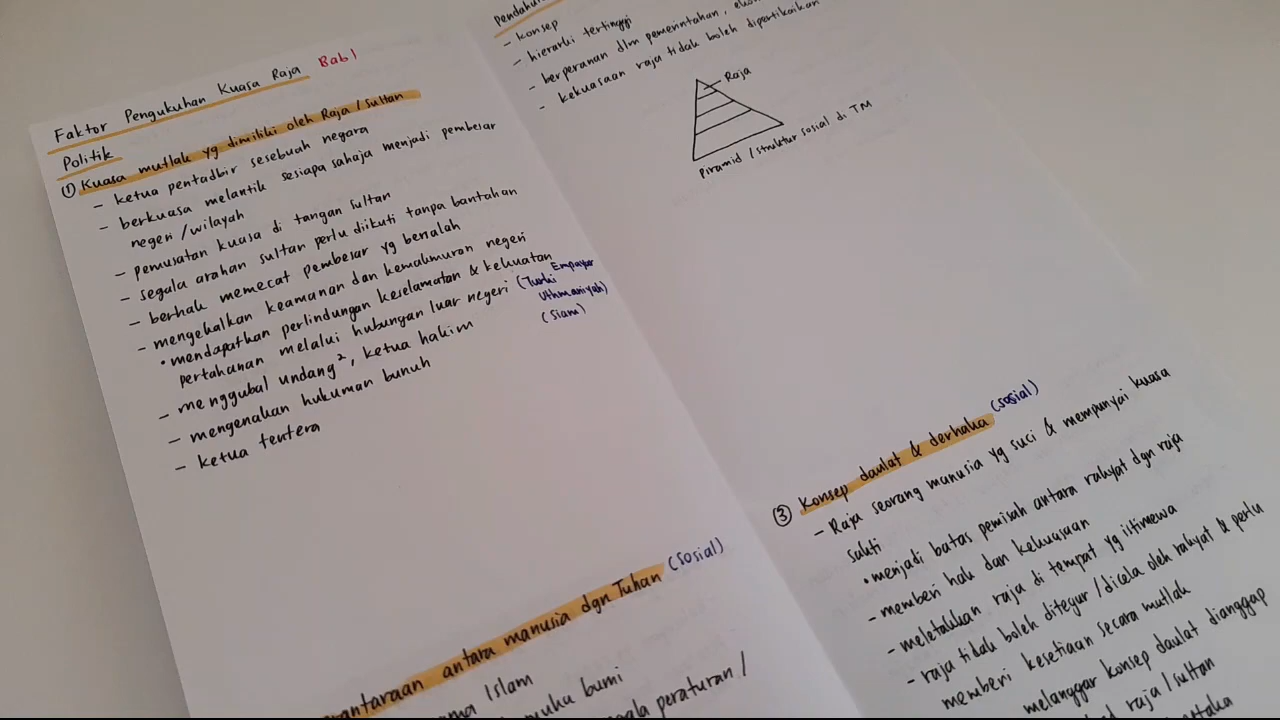 Faktor Pengukuhan Kuasa Raja Bab 1
Politik
① Kuasa mutlak yg dimiliki oleh Raja / sultan
- ketua pentadbir sesebuah negara
- berkuasa melantik sesiapa sahaja menjadi pembesar
negeri / wilayah
- pemusatan kuasa di tangan sultan
- segala arahan sultan perlu diikuti tanpa bantahan
- berhak memecat pembesar yg bersalah
- mengekalkan keamanan dan kemakmuran negeri
• mendapatkan perlindungan keselamatan & kekuatan
pertahanan melalui hubungan luar negeri (Turki Empayar
Uthmaniyah)
(Siam)
- menggubal undang², ketua hakim
- mengenakan hukuman bunuh
- ketua tentera
antaraan antara manusia dgn Tuhan (sosial)
Islam
muka bumi
peraturan /
- konsep
- hierarki tertinggi
- berperanan dlm pemerintahan,
- kekuasaan raja tidak boleh dipertikaikan
Raja
Piramid / struktur sosial di TM
③ Konsep daulat & derhaka (sosial)
- Raja seorang manusia yg suci & mempunyai kuasa
sakti
• menjadi batas pemisah antara rakyat dgn raja
- memberi hak dan kekuasaan
- meletakkan raja di tempat yg istimewa
- raja tidak boleh ditegur / dicela oleh rakyat & perlu
memberi kesetiaan secara mutlak
melanggar konsep daulat dianggap
raja / sultan